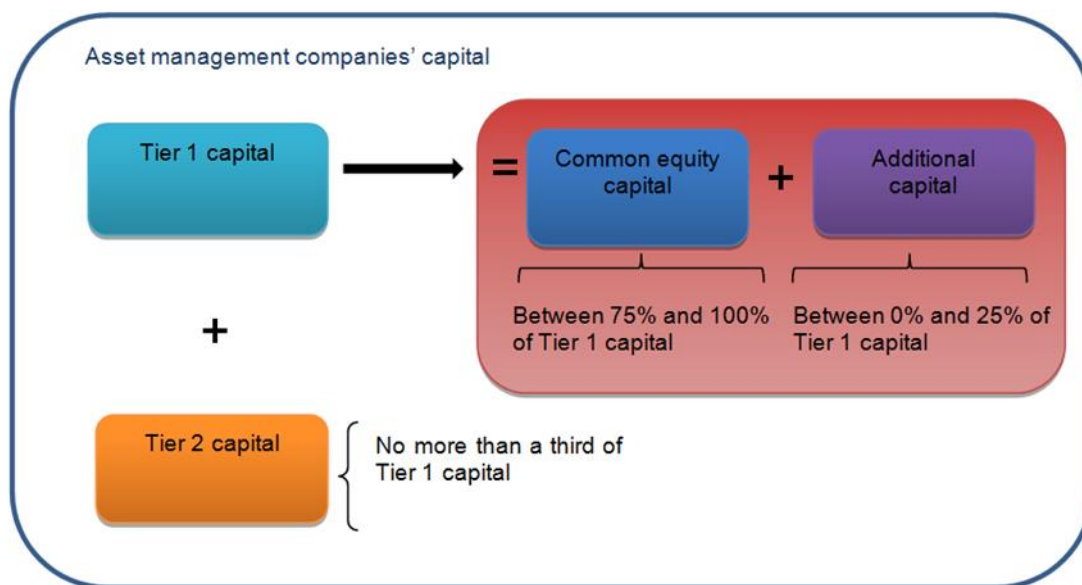 Asset management companies’ capital
Tier 1 capital
=
Common equity
capital
+
Additional
capital
Between 75% and 100%
of Tier 1 capital
Between 0% and 25% of
Tier 1 capital
+
Tier 2 capital
No more than a third of
Tier 1 capital